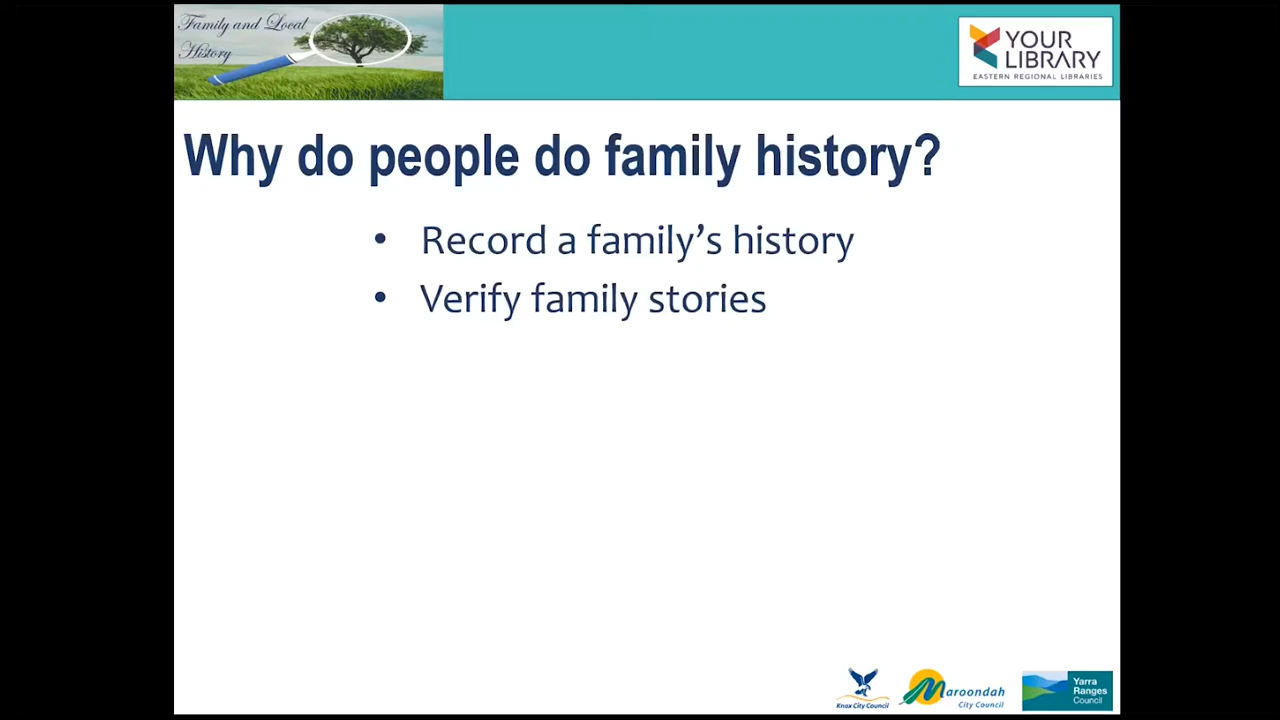 Family and Local
History
YOUR
LIBRARY
EASTERN REGIONAL LIBRARIES
Why do people do family history?
• Record a family’s history
• Verify family stories
Knox City Council
Maroondah
City Council
Yarra
Ranges
Council